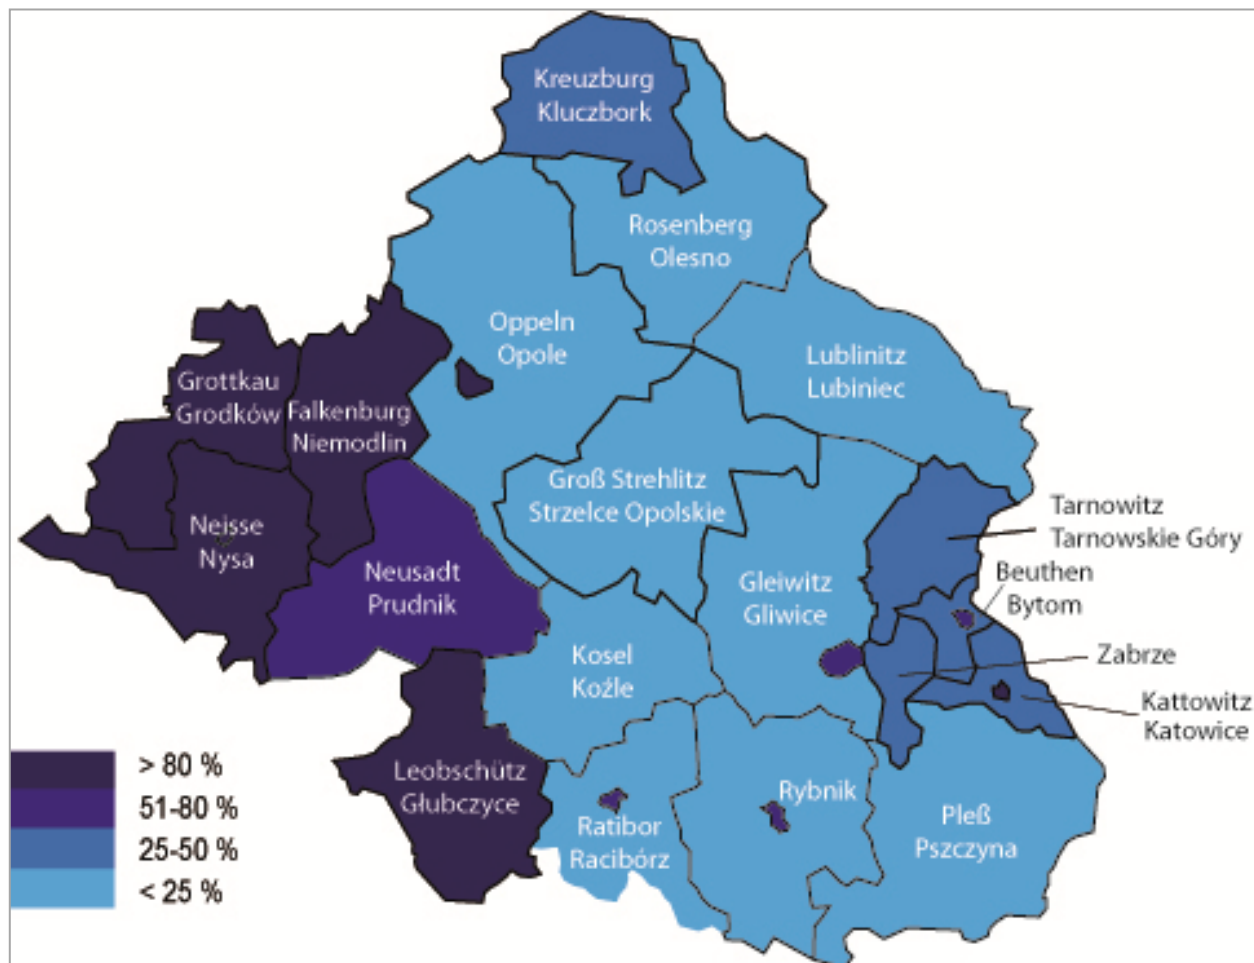 Kreuzburg
Kluczbork
Rosenberg
Olesno
Oppeln
Opole
Lublinitz
Lubiniec
Grottkau
Grodków
Falkenburg
Niemodlin
Groß Strehlitz
Strzelce Opolskie
Tarnowitz
Tarnowskie Góry
Neisse
Nysa
Neusadt
Prudnik
Gleiwitz
Gliwice
Beuthen
Bytom
Kosel
Koźle
Zabrze
Kattowitz
Katowice
Leobschütz
Głubczyce
Ratibor
Racibórz
Rybnik
Pleß
Pszczyna
> 80 %
51-80 %
25-50 %
< 25 %